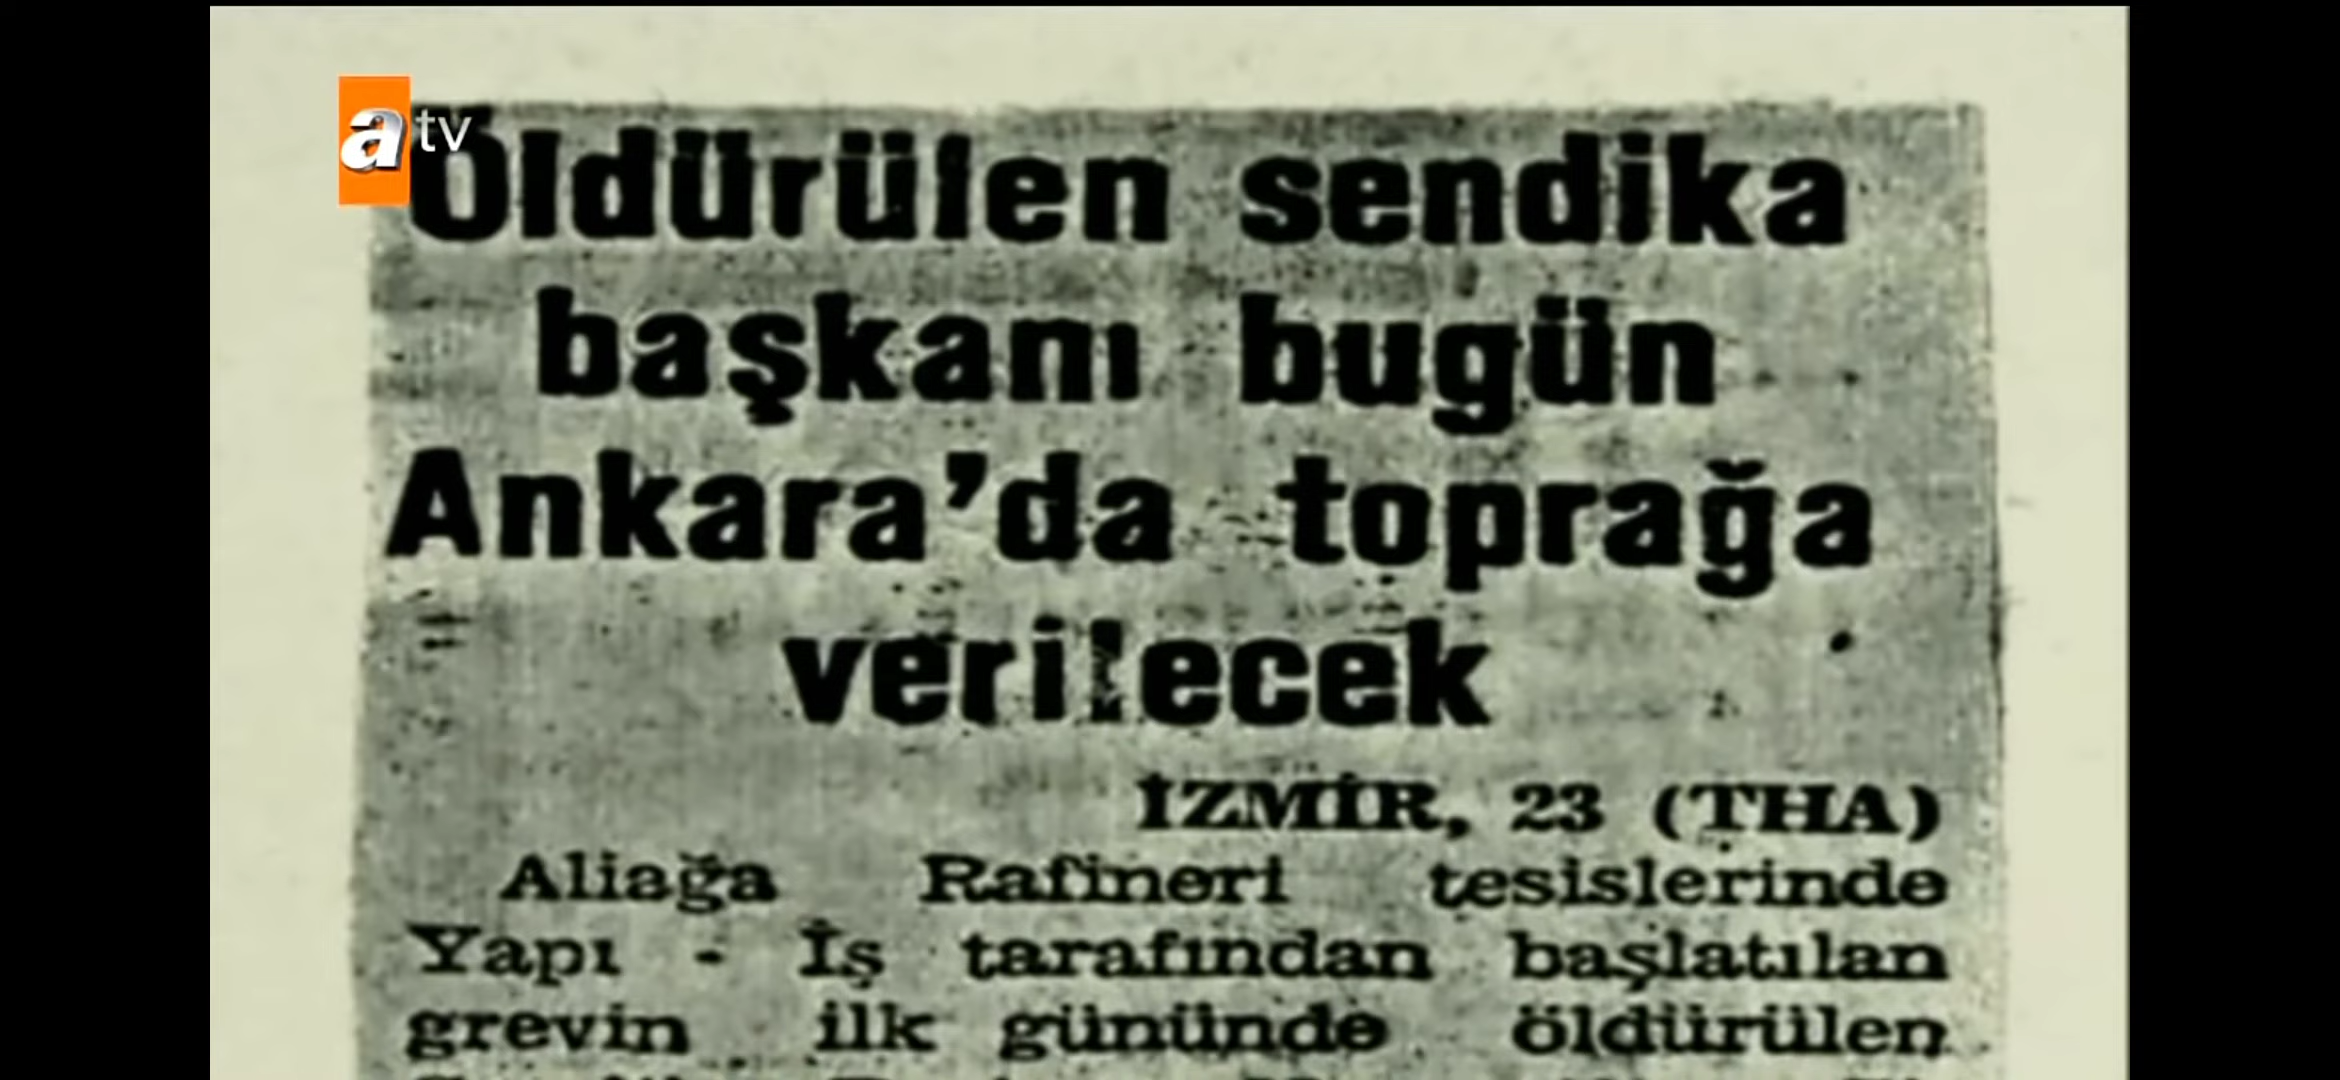 atv
Öldürülen sendika
başkanı bugün
Ankara'da toprağa
verilecek
İZMİR, 23 (THA)
Aliağa Rafineri tesislerinde
Yapı - İş tarafından başlatılan
grevin ilk gününde öldürülen